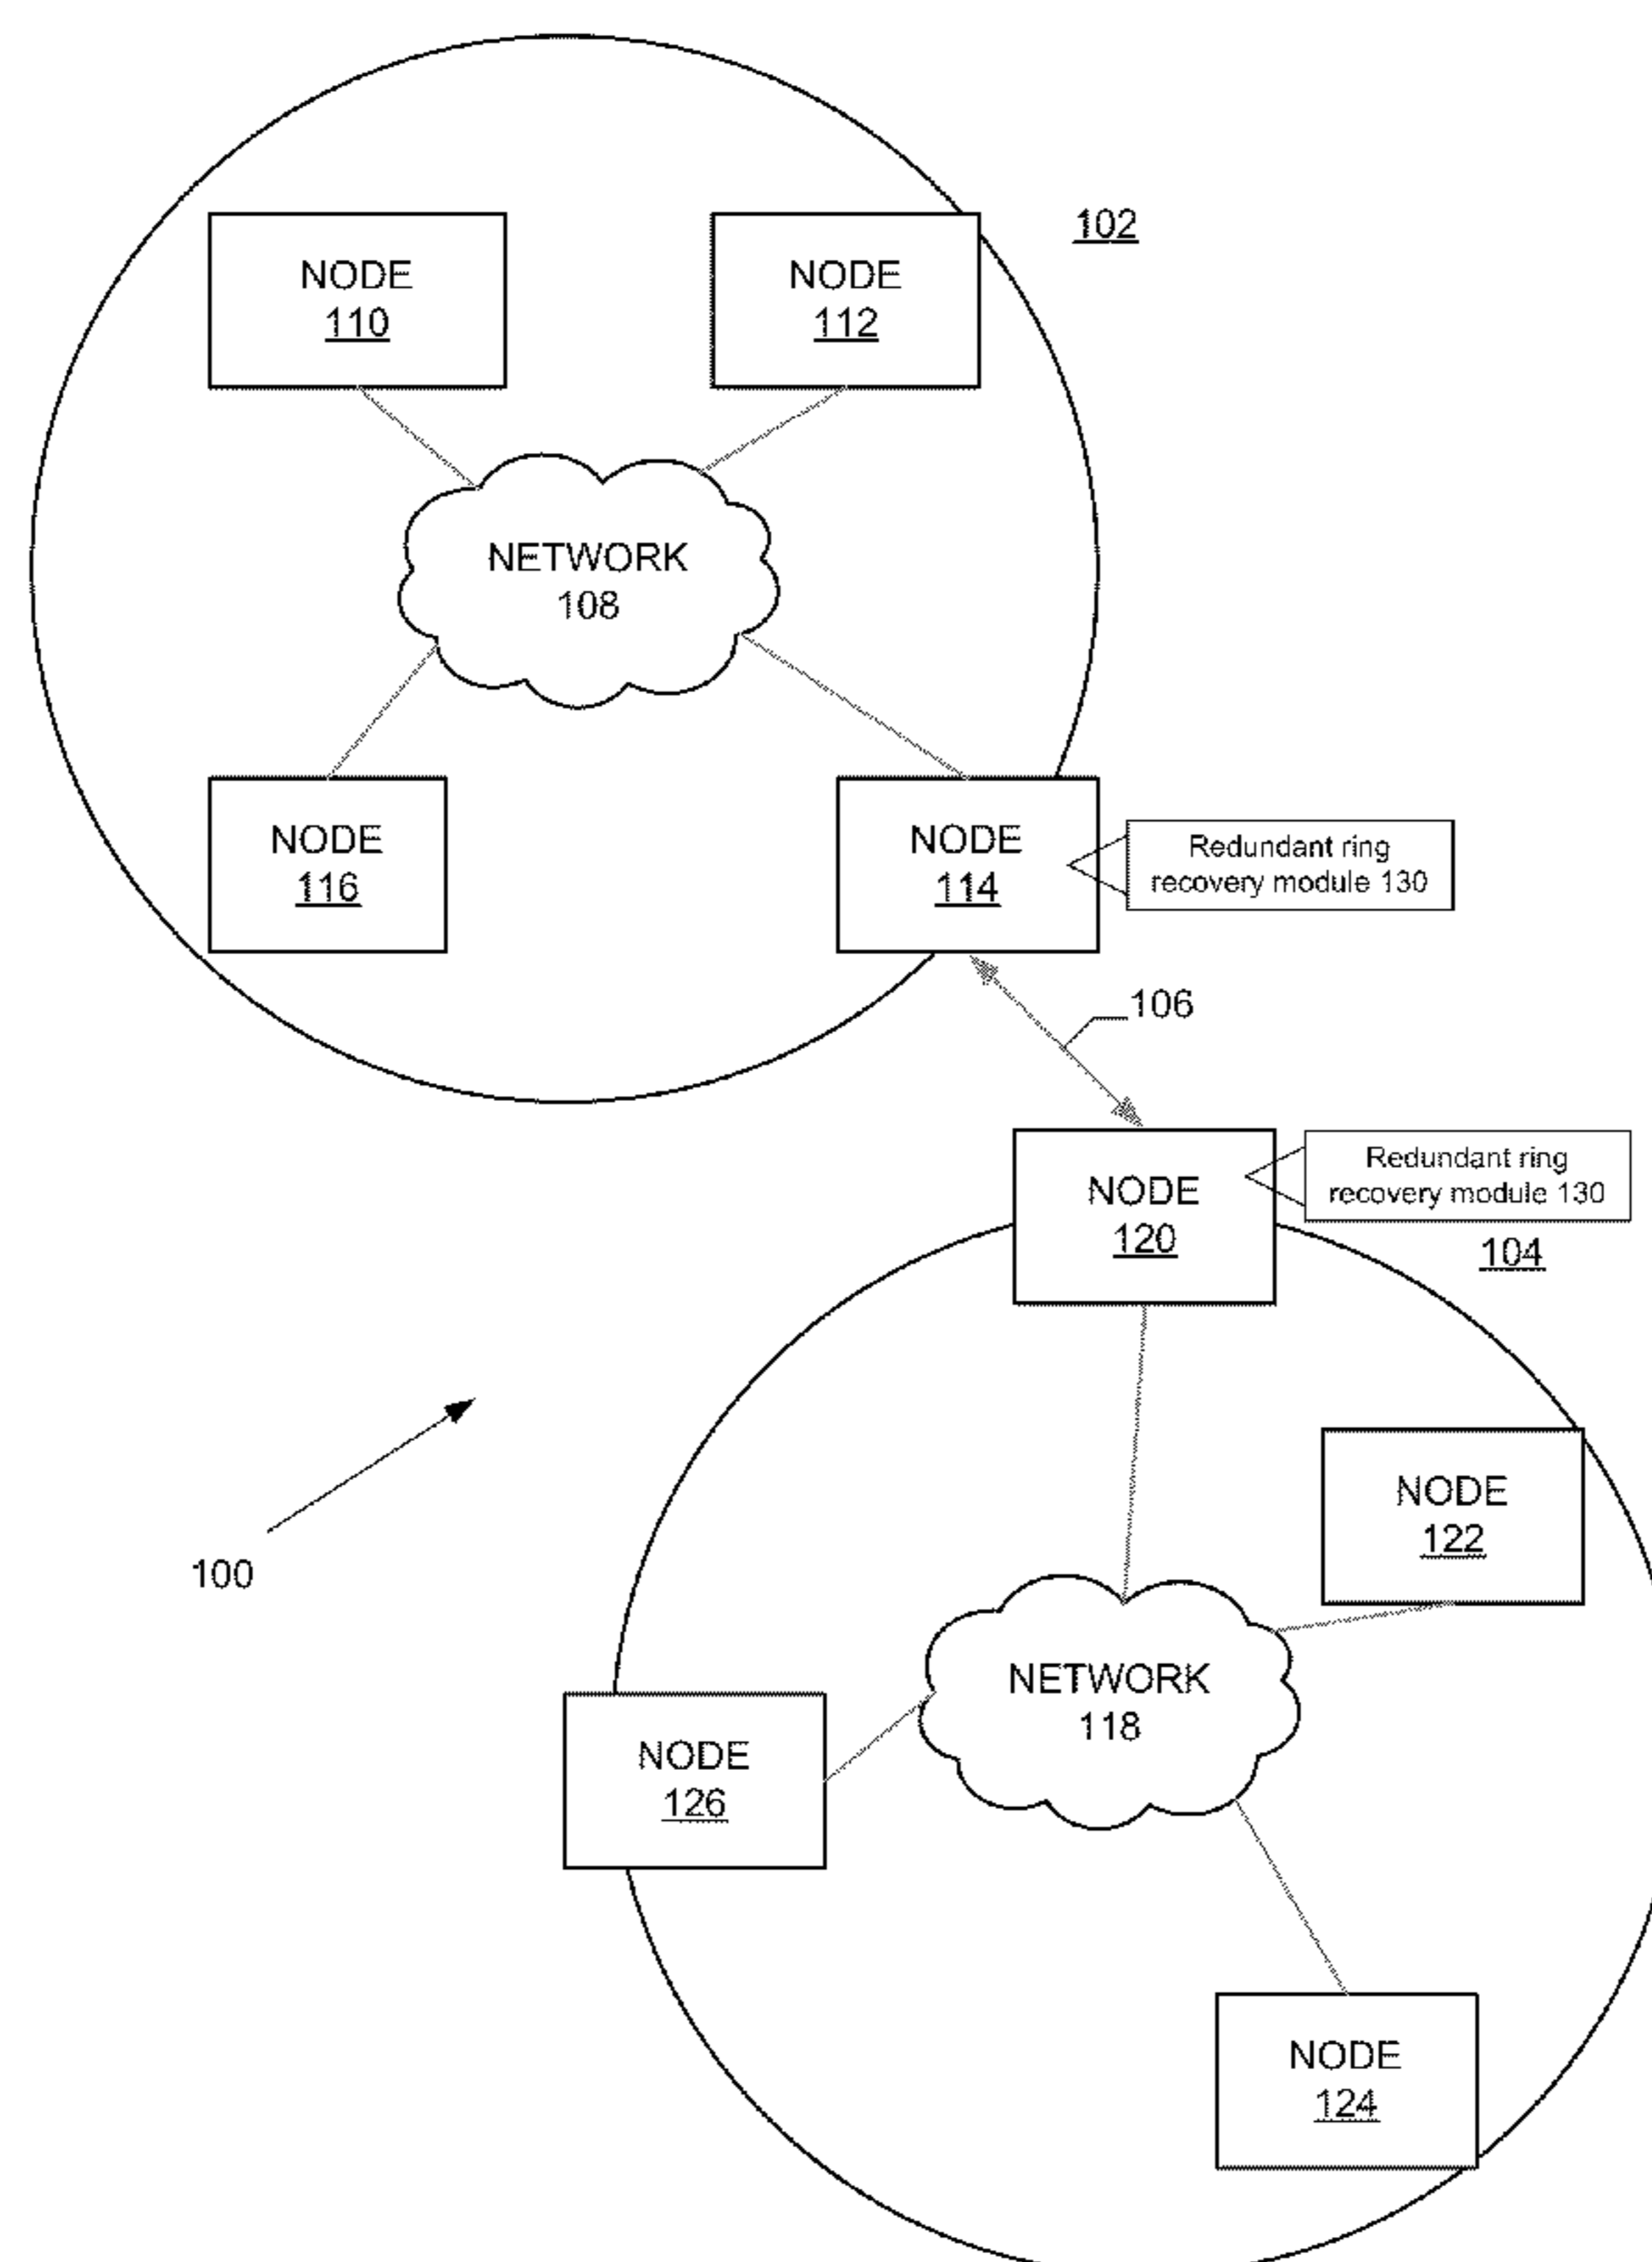 102
NODE
110
NODE
112
NETWORK
108
NODE
116
NODE
114
Redundant ring
recovery module 130
106
NODE
120
Redundant ring
recovery module 130
104
100
NODE
122
NETWORK
118
NODE
126
NODE
124